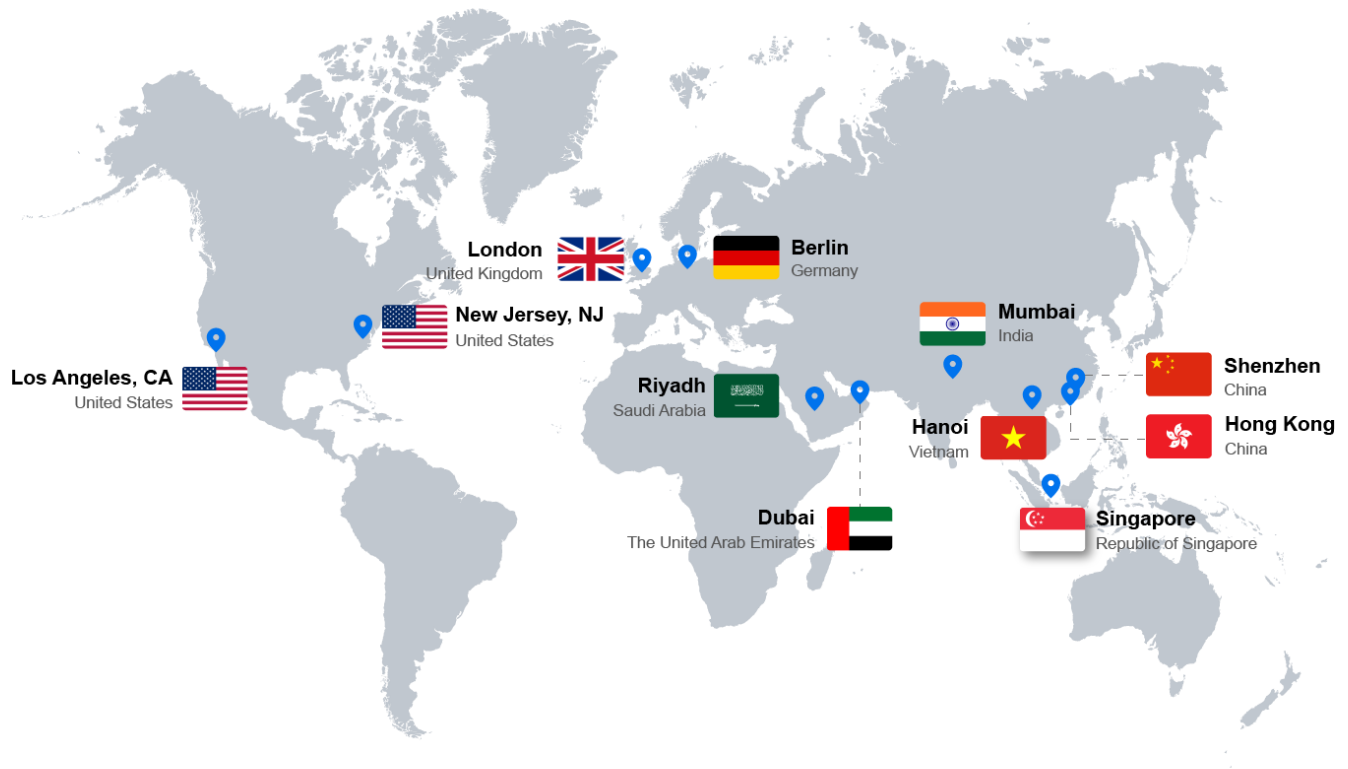 London
United Kingdom
Berlin
Germany
New Jersey, NJ
United States
Mumbai
India
Los Angeles, CA
United States
Riyadh
Saudi Arabia
Shenzhen
China
Hanoi
Vietnam
Hong Kong
China
Dubai
The United Arab Emirates
Singapore
Republic of Singapore